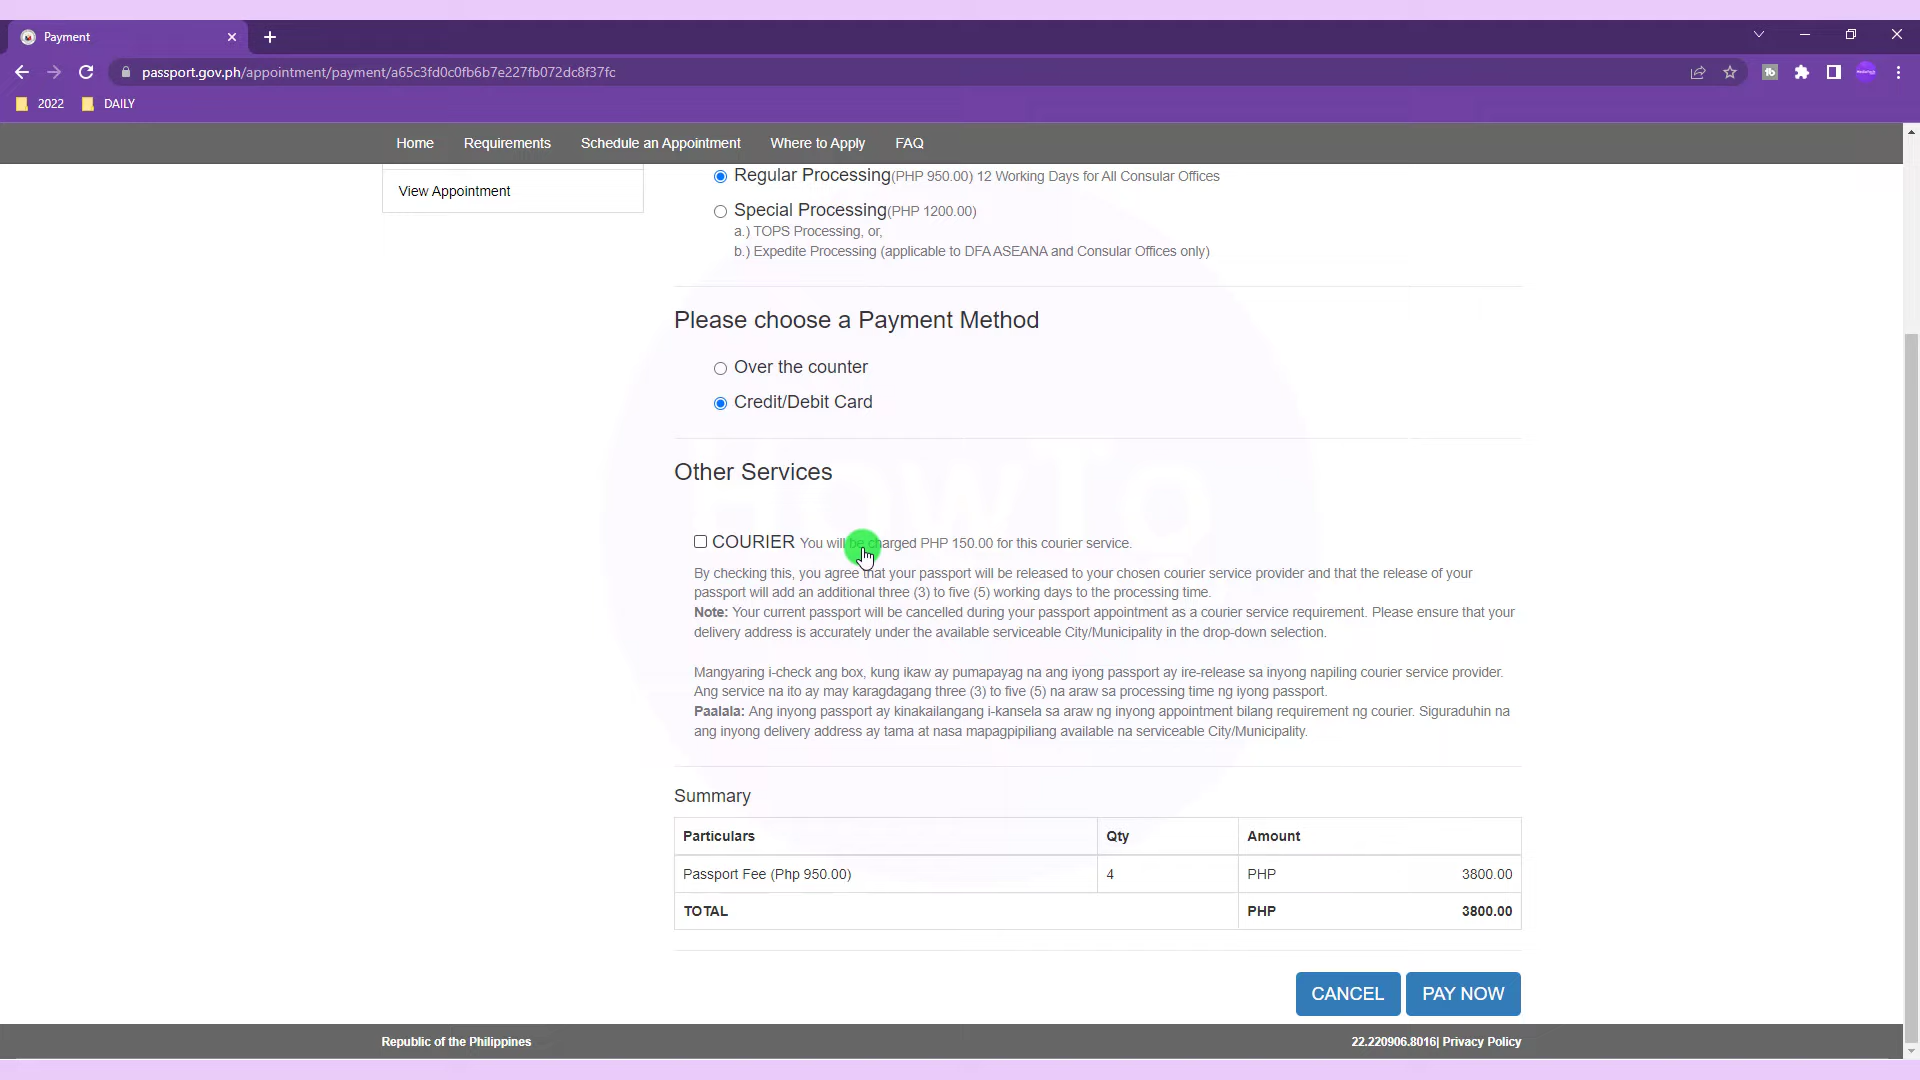 Payment
passport.gov.ph/appointment/payment/a65c3fd0c0fb6b7e227fb072dc8f37fc
2022 DAILY
Home Requirements Schedule an Appointment Where to Apply FAQ
View Appointment
Regular Processing(PHP 950.00) 12 Working Days for All Consular Offices
Special Processing(PHP 1200.00)
a.) TOPS Processing, or,
b.) Expedite Processing (applicable to DFA ASEANA and Consular Offices only)
Please choose a Payment Method
Over the counter
Credit/Debit Card
Other Services
HowTo
COURIER You will be charged PHP 150.00 for this courier service.
By checking this, you agree that your passport will be released to your chosen courier service provider and that the release of your
passport will add an additional three (3) to five (5) working days to the processing time.
Note: Your current passport will be cancelled during your passport appointment as a courier service requirement. Please ensure that your
delivery address is accurately under the available serviceable City/Municipality in the drop-down selection.
Mangyaring i-check ang box, kung ikaw ay pumapayag na ang iyong passport ay ire-release sa inyong napiling courier service provider.
Ang service na ito ay may karagdagang three (3) to five (5) na araw sa processing time ng iyong passport.
Paalala: Ang inyong passport ay kinakailangang i-kansela sa araw ng inyong appointment bilang requirement ng courier. Siguraduhin na
ang inyong delivery address ay tama at nasa mapagpipiliang available na serviceable City/Municipality.
Summary
Particulars Qty Amount
Passport Fee (Php 950.00) 4 PHP 3800.00
TOTAL PHP 3800.00
CANCEL PAY NOW
Republic of the Philippines 22.220906.8016| Privacy Policy